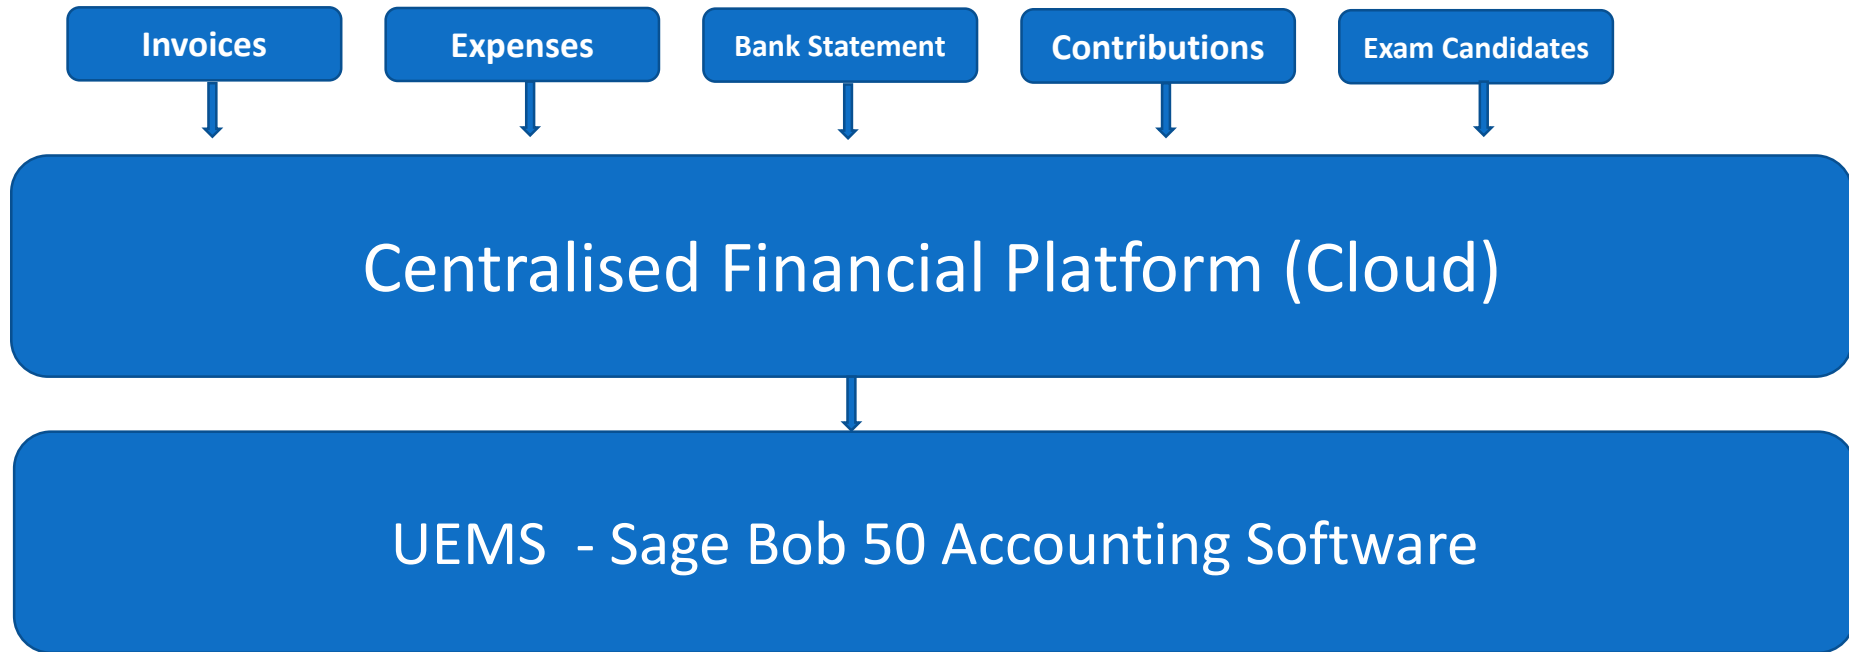 Invoices
Expenses
Bank Statement
Contributions
Exam Candidates
Centralised Financial Platform (Cloud)
UEMS  - Sage Bob 50 Accounting Software